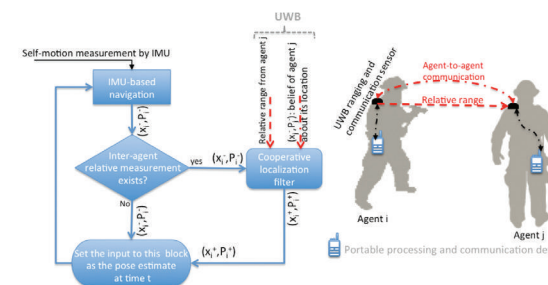 UWB
Self-motion measurement by IMU
IMU-based
navigation
Relative range from agent j
(xj-,Pj-): belief of agent j
about its location
(xi-,Pi-)
Inter-agent
relative measurement
exists?
yes
(xi-,Pi-)
Cooperative
localization
filter
No
(xi-,Pi-)
(xi+,Pi+)
Set the input to this block
as the pose estimate
at time t
(xi+,Pi+)
UWB ranging and
communication sensor
Agent-to-agent
communication
Relative range
Agent i
Agent j
Portable processing and communication de